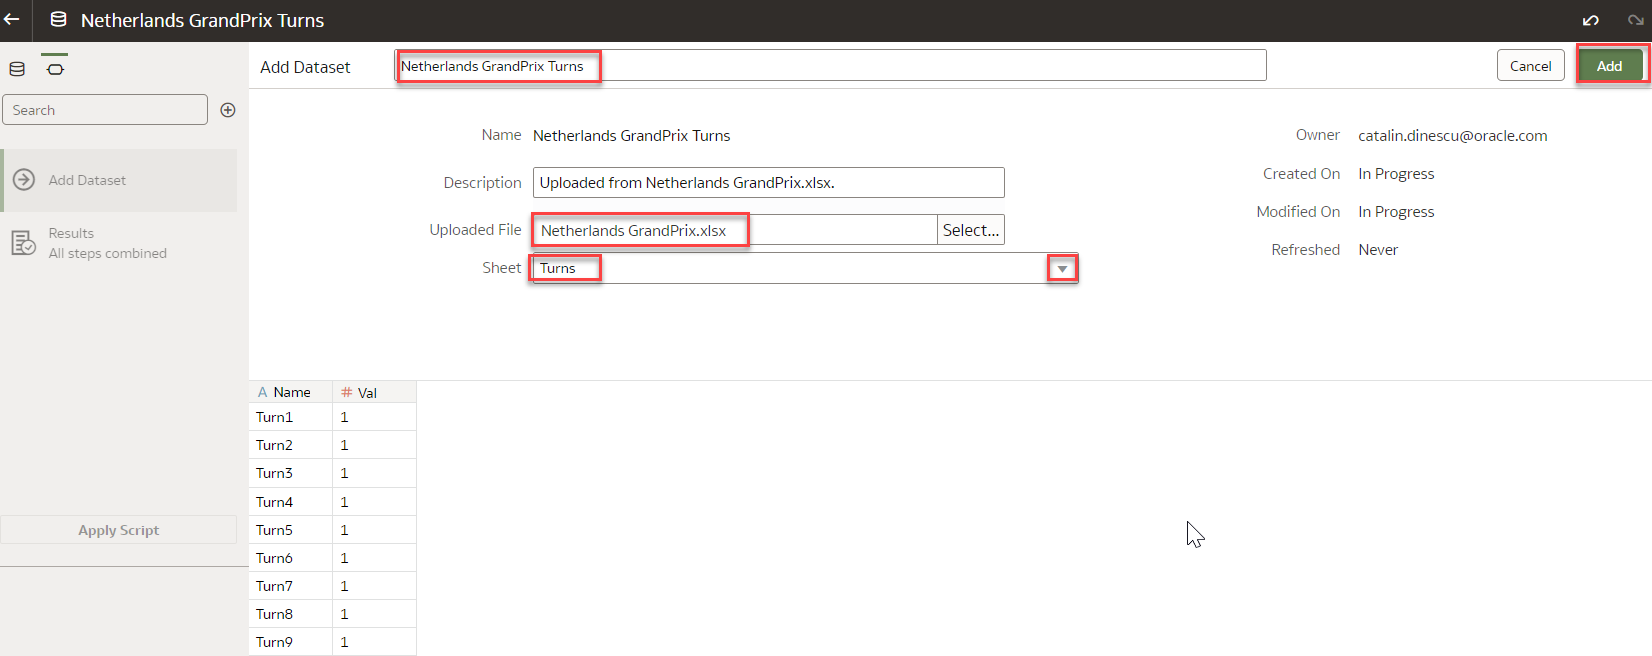 Netherlands GrandPrix Turns
Add Dataset
Netherlands GrandPrix Turns
Cancel
Add
Search
Add Dataset
Results
All steps combined
Apply Script
Name Netherlands GrandPrix Turns
Description Uploaded from Netherlands GrandPrix.xlsx.
Uploaded File Netherlands GrandPrix.xlsx Select...
Sheet Turns
Owner catalin.dinescu@oracle.com
Created On In Progress
Modified On In Progress
Refreshed Never
A Name # Val
Turn1 1
Turn2 1
Turn3 1
Turn4 1
Turn5 1
Turn6 1
Turn7 1
Turn8 1
Turn9 1